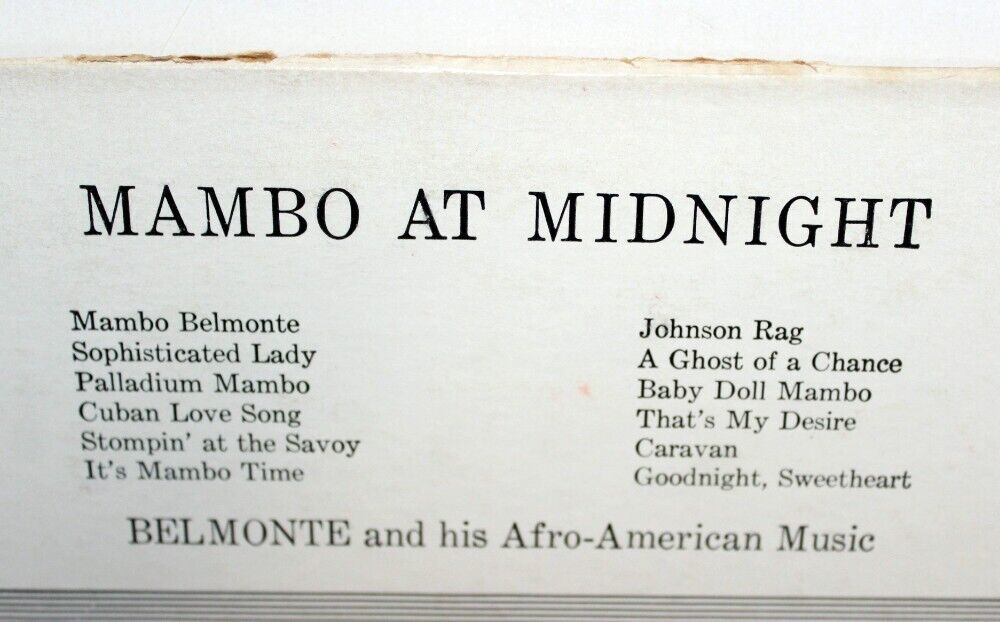 MAMBO AT MIDNIGHT
Mambo Belmonte
Sophisticated Lady
Palladium Mambo
Cuban Love Song
Stompin' at the Savoy
It's Mambo Time
Johnson Rag
A Ghost of a Chance
Baby Doll Mambo
That's My Desire
Caravan
Goodnight, Sweetheart
BELMONTE and his Afro-American Music